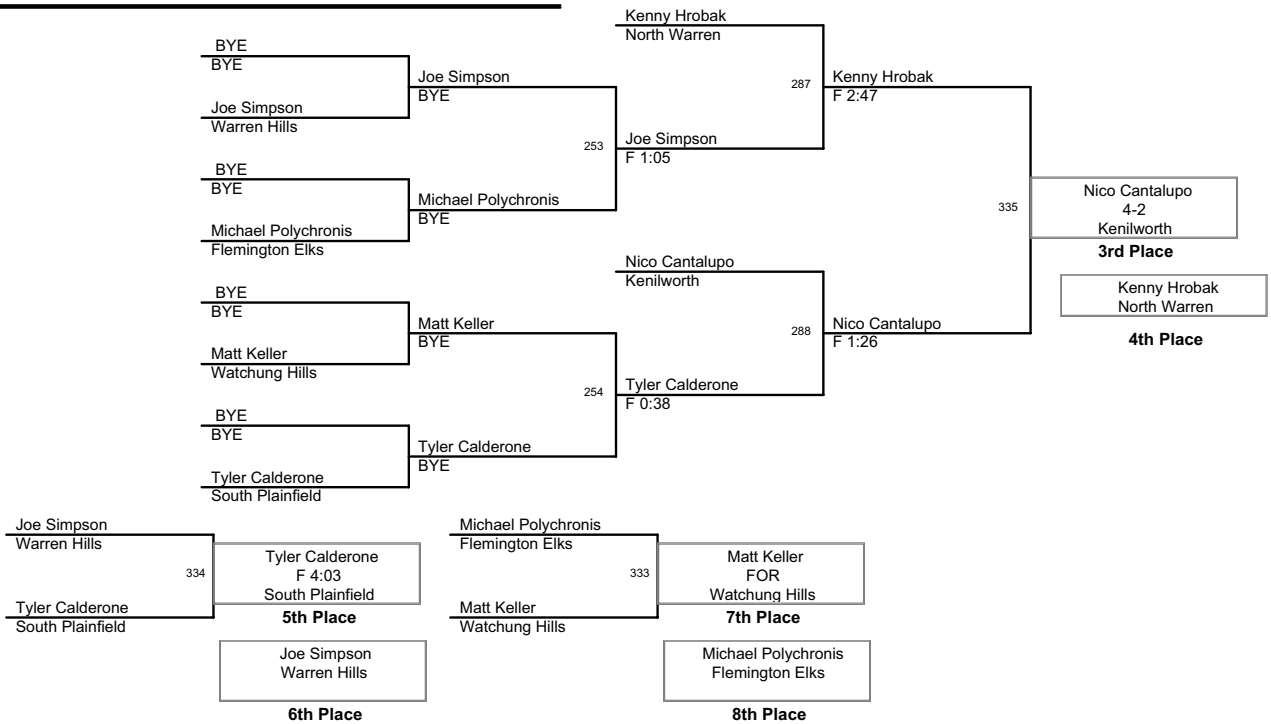 Kenny Hrobak
North Warren
BYE
BYE
Joe Simpson
BYE
287
Kenny Hrobak
F 2:47
Joe Simpson
Warren Hills
253
Joe Simpson
F 1:05
BYE
BYE
Michael Polychronis
BYE
335
Nico Cantalupo
4-2
Kenilworth
3rd Place
Michael Polychronis
Flemington Elks
Nico Cantalupo
Kenilworth
Kenny Hrobak
North Warren
4th Place
BYE
BYE
Matt Keller
BYE
288
Nico Cantalupo
F 1:26
Matt Keller
Watchung Hills
254
Tyler Calderone
F 0:38
BYE
BYE
Tyler Calderone
BYE
Tyler Calderone
South Plainfield
Joe Simpson
Warren Hills
334
Tyler Calderone
F 4:03
South Plainfield
5th Place
Tyler Calderone
South Plainfield
Joe Simpson
Warren Hills
6th Place
Michael Polychronis
Flemington Elks
333
Matt Keller
FOR
Watchung Hills
7th Place
Matt Keller
Watchung Hills
Michael Polychronis
Flemington Elks
8th Place